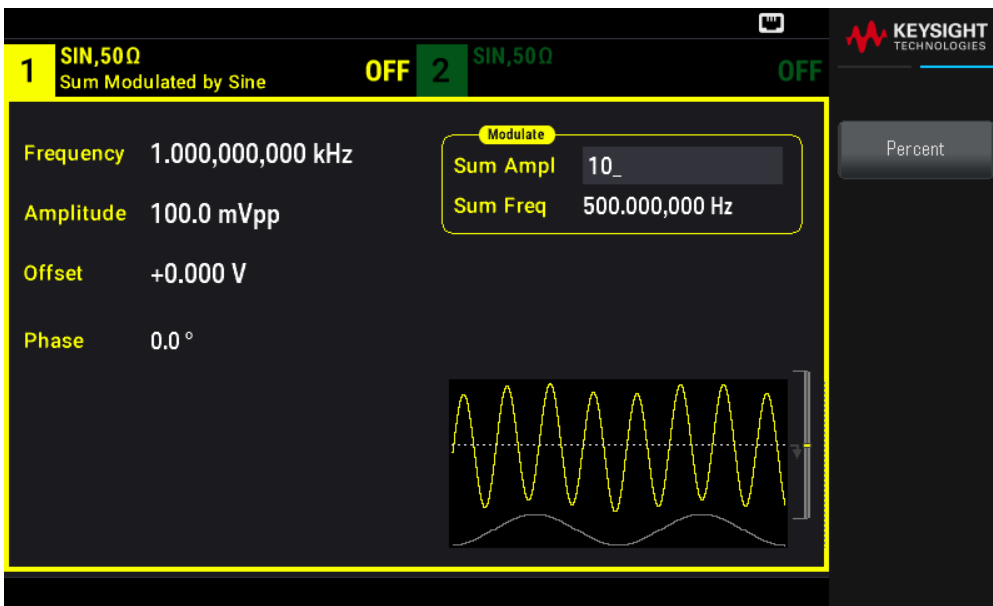 KEYSIGHT
TECHNOLOGIES
1
SIN,50Ω
Sum Modulated by Sine
OFF
2
SIN,50Ω
OFF
Frequency 1.000,000,000 kHz
Amplitude 100.0 mVpp
Offset +0.000 V
Phase 0.0 °
Modulate
Sum Ampl 10_
Sum Freq 500.000,000 Hz
Percent